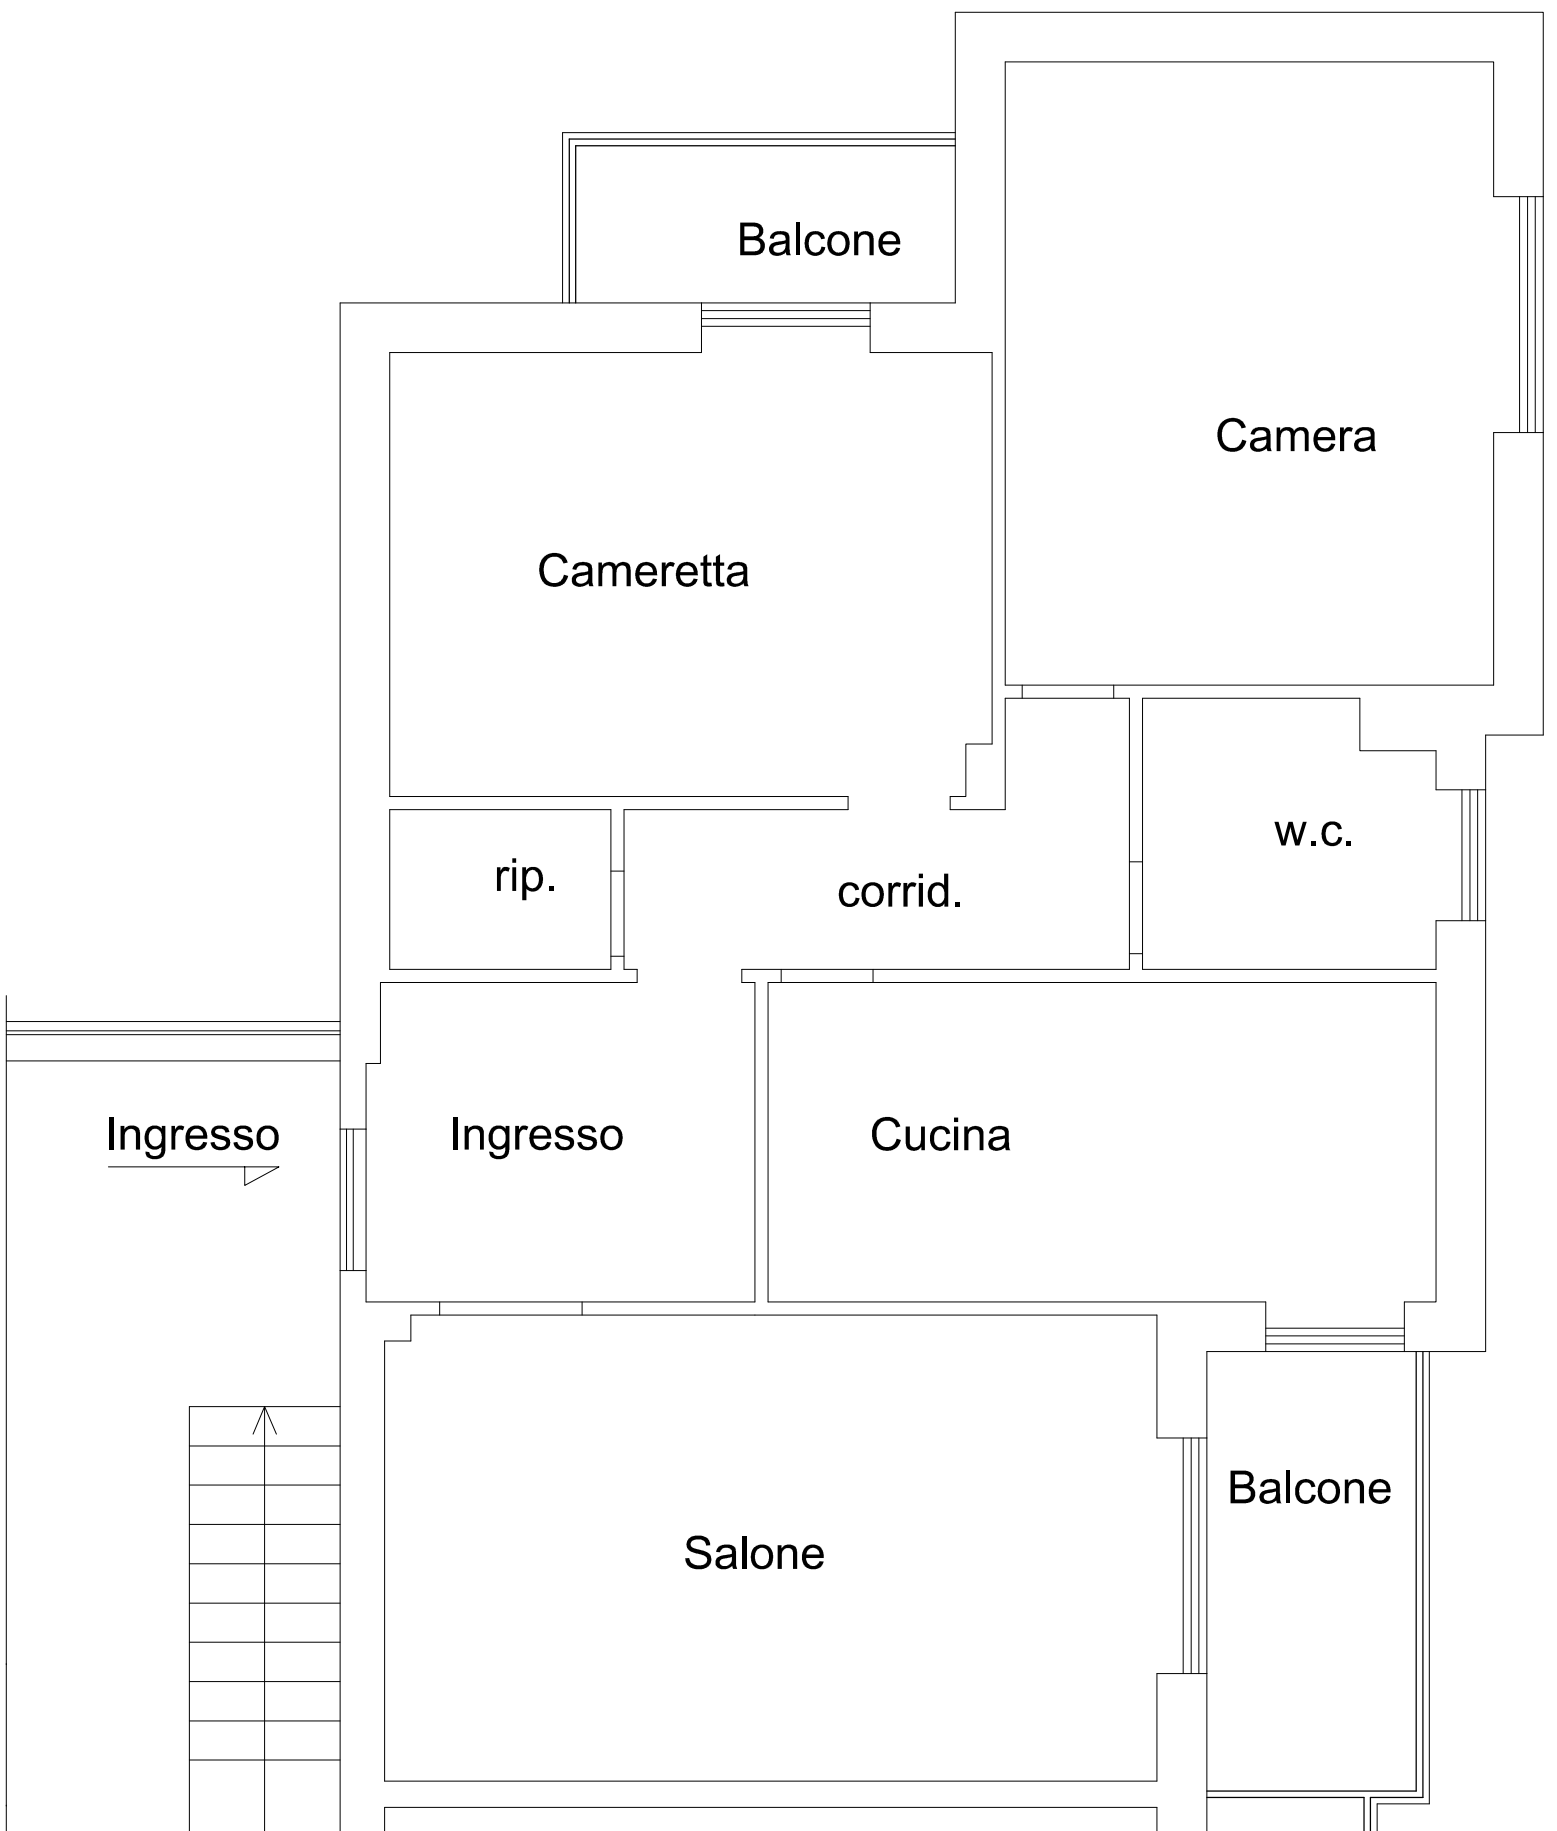 Balcone
Camera
Cameretta
w.c.
rip.
corrid.
Ingresso
Ingresso
Cucina
Balcone
Salone